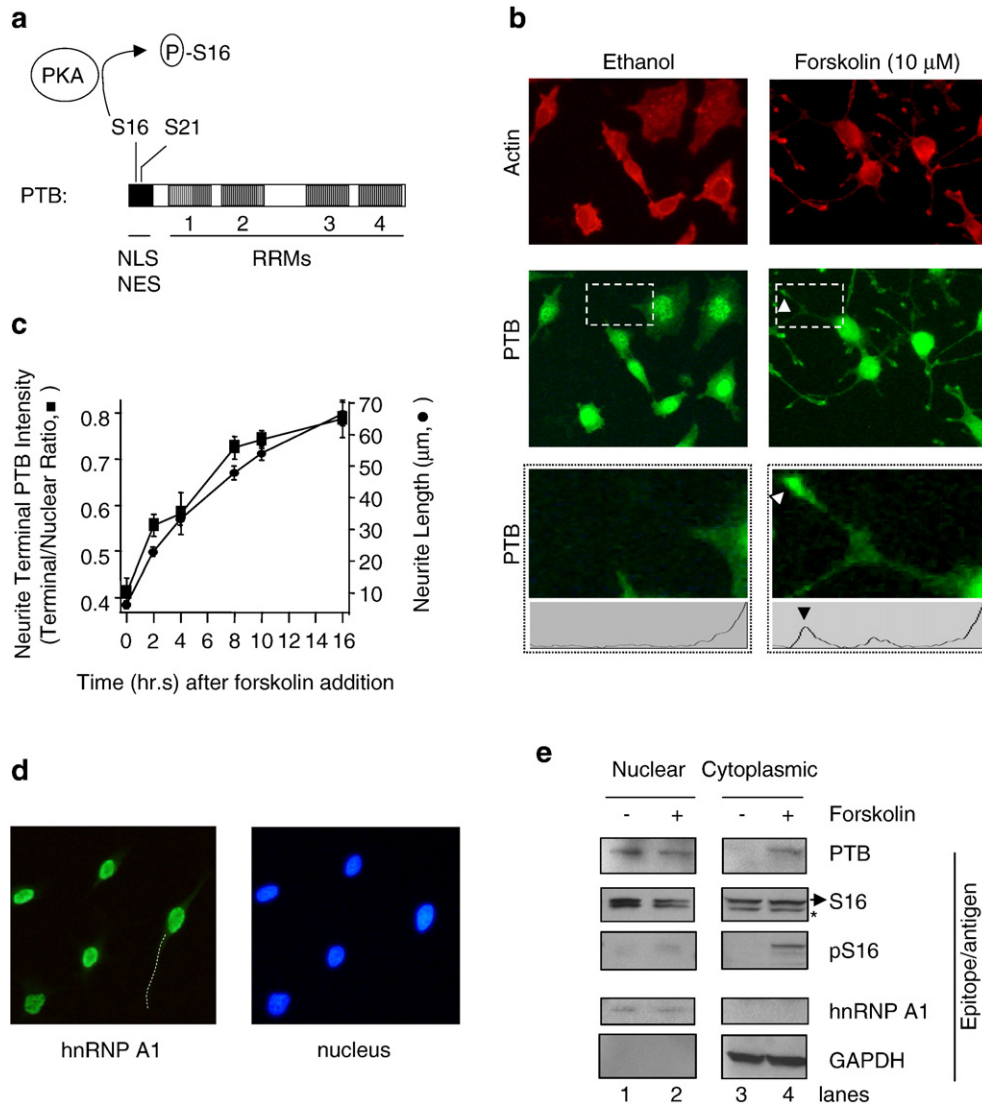 a
P -S16
PKA
S16 S21
PTB:
1 2 3 4
NLS RRMs
NES
b
Ethanol Forskolin (10 μM)
Actin
PTB
PTB
c
Neurite Terminal PTB Intensity
(Terminal/Nuclear Ratio, ■)
0.8
0.7
0.6
0.5
0.4
70
60
50
40
30
20
10
Neurite Length (μm, ●)
0 2 4 6 8 10 12 14 16
Time (hr.s) after forskolin addition
d
hnRNP A1 nucleus
e
Nuclear Cytoplasmic
- + - + Forskolin
PTB
S16
*
pS16
hnRNP A1
GAPDH
1 2 3 4 lanes
Epitope/antigen